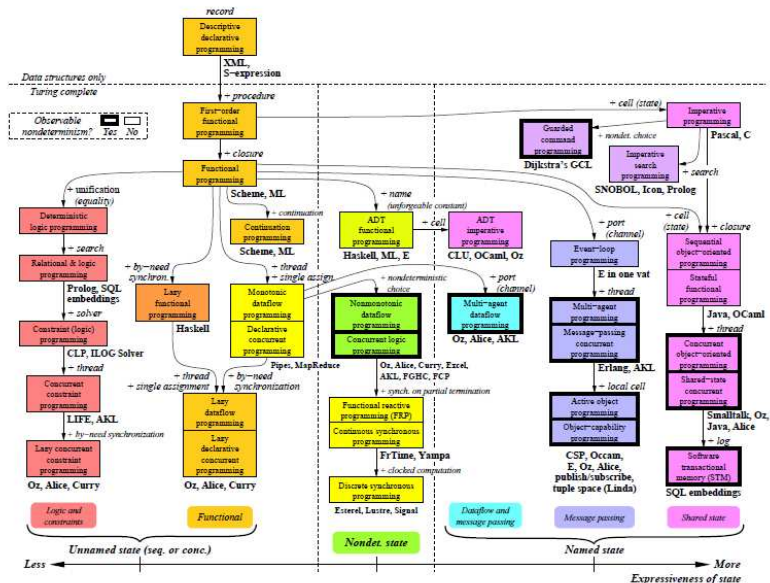 record
Descriptive
declarative
programming
XML,
S−expression
Data structures only
Turing complete
+ procedure
Observable
nondeterminism? Yes No
First−order
functional
programming
+ cell (state)
Imperative
programming
Pascal, C
+ nondet. choice
Guarded
command
programming
Dijkstra's GCL
Imperative
search
programming
+ search
SNOBOL, Icon, Prolog
+ closure
Functional
programming
Scheme, ML
+ unification
(equality)
Deterministic
logic programming
+ search
Relational & logic
programming
Prolog, SQL
embeddings
+ solver
Constraint (logic)
programming
CLP, ILOG Solver
+ thread
Concurrent
constraint
programming
LIFE, AKL
+ by−need synchronization
Lazy concurrent
constraint
programming
Oz, Alice, Curry
+ continuation
Continuation
programming
Scheme, ML
+ by−need
synchron.
Lazy
functional
programming
Haskell
+ thread
+ single assignment
+ thread
+ single assign.
Monotonic
dataflow
programming
Declarative
concurrent
programming
Pipes, MapReduce
+ by−need
synchronization
Lazy
dataflow
programming
Lazy
declarative
concurrent
programming
Oz, Alice, Curry
+ name
(unforgeable constant)
ADT
functional
programming
Haskell, ML, E
+ cell
ADT
imperative
programming
CLU, OCaml, Oz
+ nondeterministic
choice
Nonmonotonic
dataflow
programming
Concurrent logic
programming
Oz, Alice, Curry, Excel,
AKL, FGHC, FCP
+ synch. on partial termination
Functional reactive
programming (FRP)
Continuous synchronous
programming
FrTime, Yampa
+ clocked computation
Discrete synchronous
programming
Esterel, Lustre, Signal
+ port
(channel)
Multi−agent
dataflow
programming
Oz, Alice, AKL
+ port
(channel)
Event−loop
programming
E in one vat
+ thread
Multi−agent
programming
Message−passing
concurrent
programming
Erlang, AKL
+ local cell
Active object
programming
Object−capability
programming
CSP, Occam,
E, Oz, Alice,
publish/subscribe,
tuple space (Linda)
+ cell
(state)
+ closure
Sequential
object−oriented
programming
Stateful
functional
programming
Java, OCaml
+ thread
Concurrent
object−oriented
programming
Shared−state
concurrent
programming
Smalltalk, Oz,
Java, Alice
+ log
Software
transactional
memory (STM)
SQL embeddings
Logic and
constraints
Functional
Nondet. state
Dataflow and
message passing
Message passing
Shared state
Unnamed state (seq. or conc.)
Named state
Less
More
Expressiveness of state